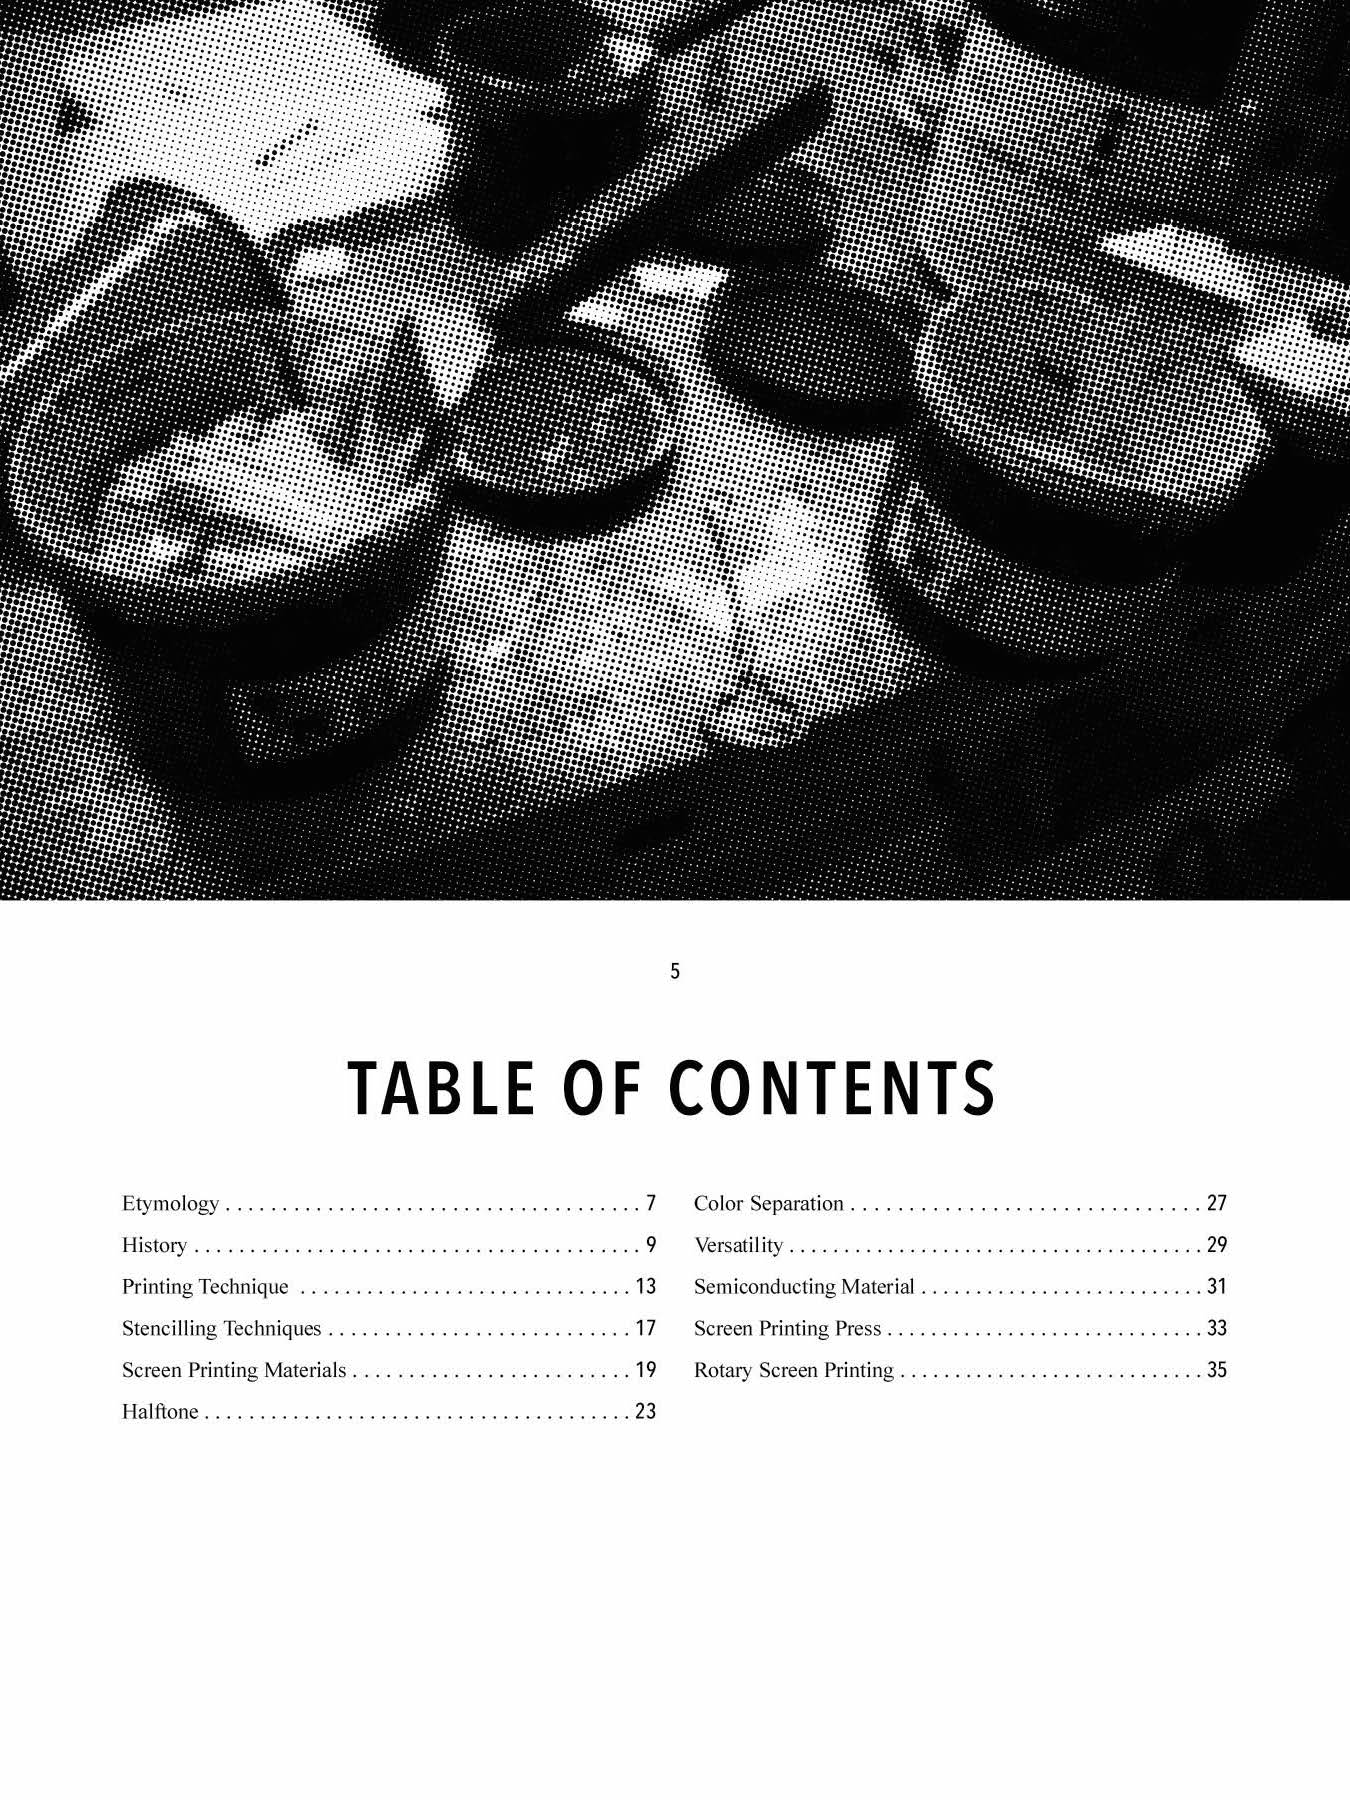 5
TABLE OF CONTENTS
Etymology . . . . . . . . . . . . . . . . . . . . . . . . . . . . . . . . . . . . . 7
History . . . . . . . . . . . . . . . . . . . . . . . . . . . . . . . . . . . . . . . . 9
Printing Technique . . . . . . . . . . . . . . . . . . . . . . . . . . . . . . 13
Stencilling Techniques . . . . . . . . . . . . . . . . . . . . . . . . . . . 17
Screen Printing Materials . . . . . . . . . . . . . . . . . . . . . . . . . 19
Halftone . . . . . . . . . . . . . . . . . . . . . . . . . . . . . . . . . . . . . . 23
Color Separation . . . . . . . . . . . . . . . . . . . . . . . . . . . . . . . 27
Versatility . . . . . . . . . . . . . . . . . . . . . . . . . . . . . . . . . . . . . 29
Semiconducting Material . . . . . . . . . . . . . . . . . . . . . . . . . 31
Screen Printing Press . . . . . . . . . . . . . . . . . . . . . . . . . . . . 33
Rotary Screen Printing . . . . . . . . . . . . . . . . . . . . . . . . . . . 35